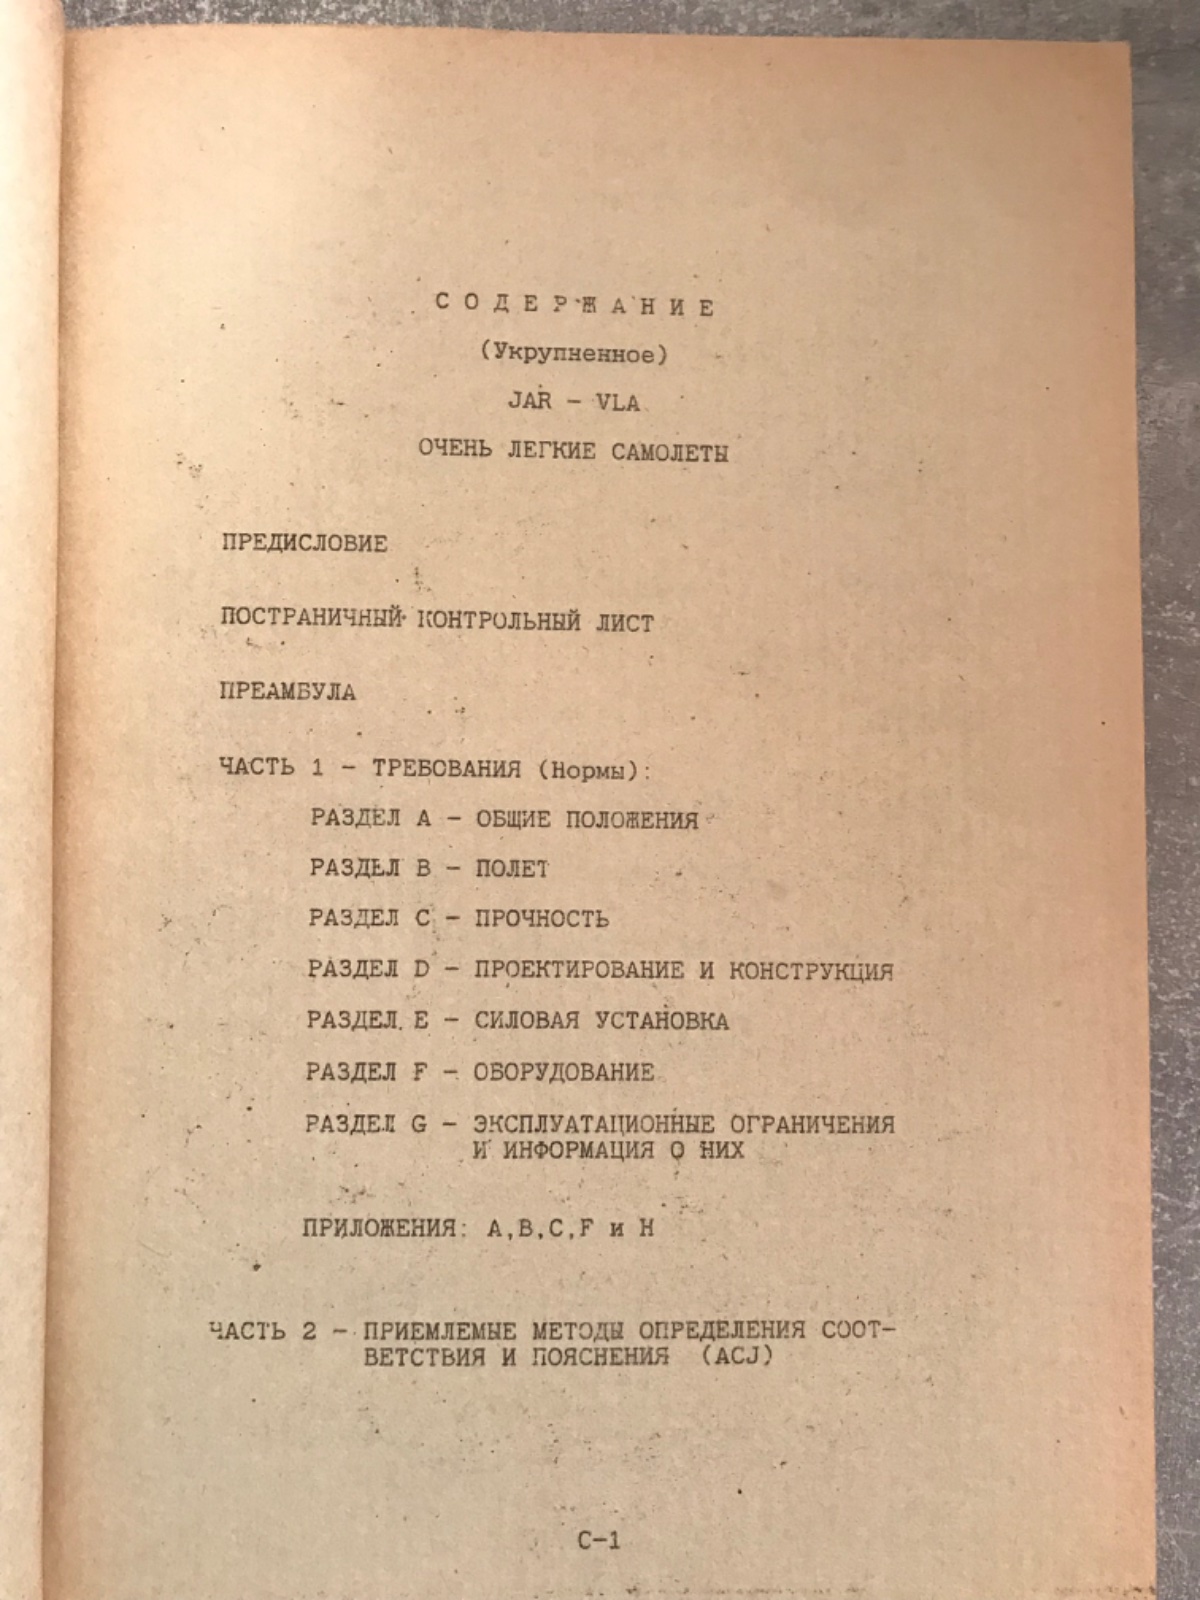 СОДЕРЖАНИЕ
(Укрупненное)
JAR - VLA
ОЧЕНЬ ЛЕГКИЕ САМОЛЕТЫ
ПРЕДИСЛОВИЕ
ПОСТРАНИЧНЫЙ КОНТРОЛЬНЫЙ ЛИСТ
ПРЕАМБУЛА
ЧАСТЬ 1 - ТРЕБОВАНИЯ (Нормы):
РАЗДЕЛ A - ОБЩИЕ ПОЛОЖЕНИЯ
РАЗДЕЛ B - ПОЛЕТ
РАЗДЕЛ C - ПРОЧНОСТЬ
РАЗДЕЛ D - ПРОЕКТИРОВАНИЕ И КОНСТРУКЦИЯ
РАЗДЕЛ E - СИЛОВАЯ УСТАНОВКА
РАЗДЕЛ F - ОБОРУДОВАНИЕ
РАЗДЕЛ G - ЭКСПЛУАТАЦИОННЫЕ ОГРАНИЧЕНИЯ
И ИНФОРМАЦИЯ О НИХ
ПРИЛОЖЕНИЯ: A,B,C,F и H
ЧАСТЬ 2 - ПРИЕМЛЕМЫЕ МЕТОДЫ ОПРЕДЕЛЕНИЯ СООТ-
ВЕТСТВИЯ И ПОЯСНЕНИЯ (ACJ)
C-1